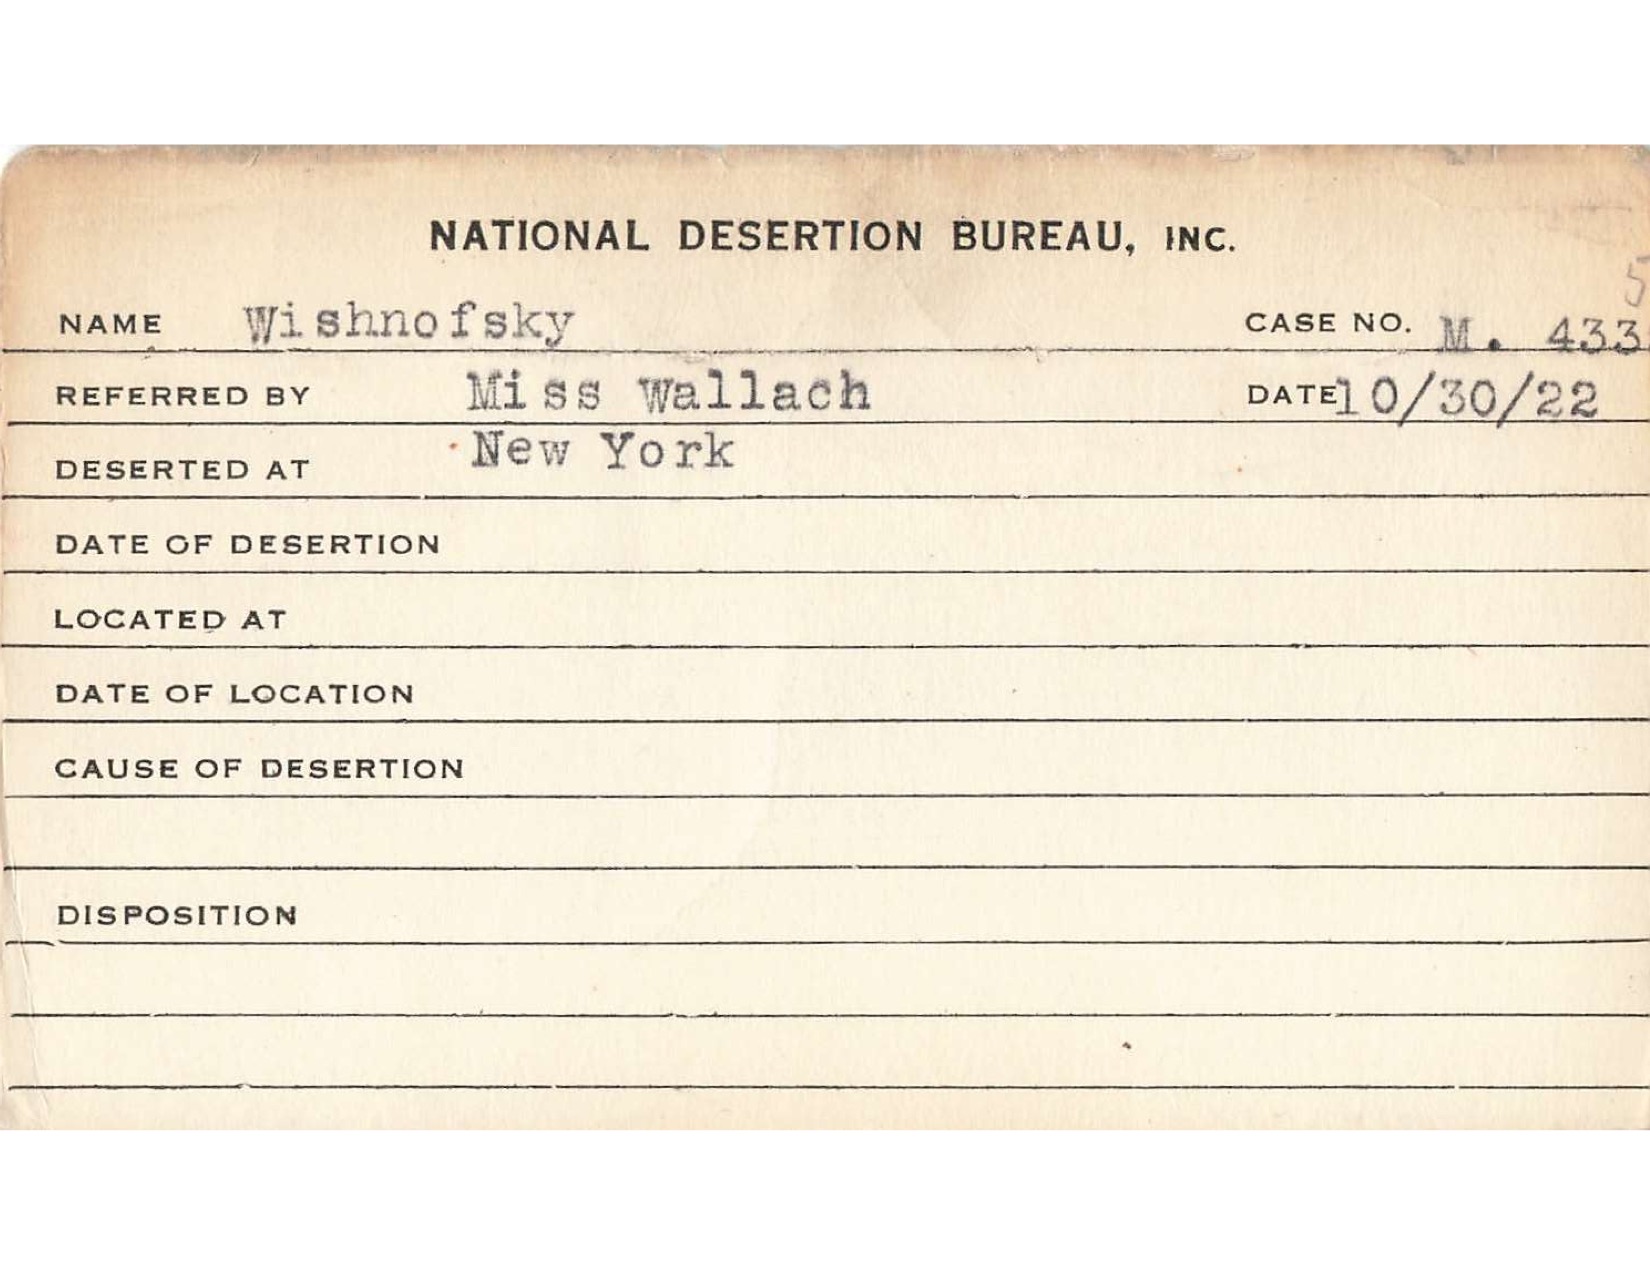 NATIONAL DESERTION BUREAU, INC.
5
NAME Wishnofsky CASE NO. M. 433
REFERRED BY Miss Wallach DATE 10/30/22
DESERTED AT New York
DATE OF DESERTION
LOCATED AT
DATE OF LOCATION
CAUSE OF DESERTION
DISPOSITION